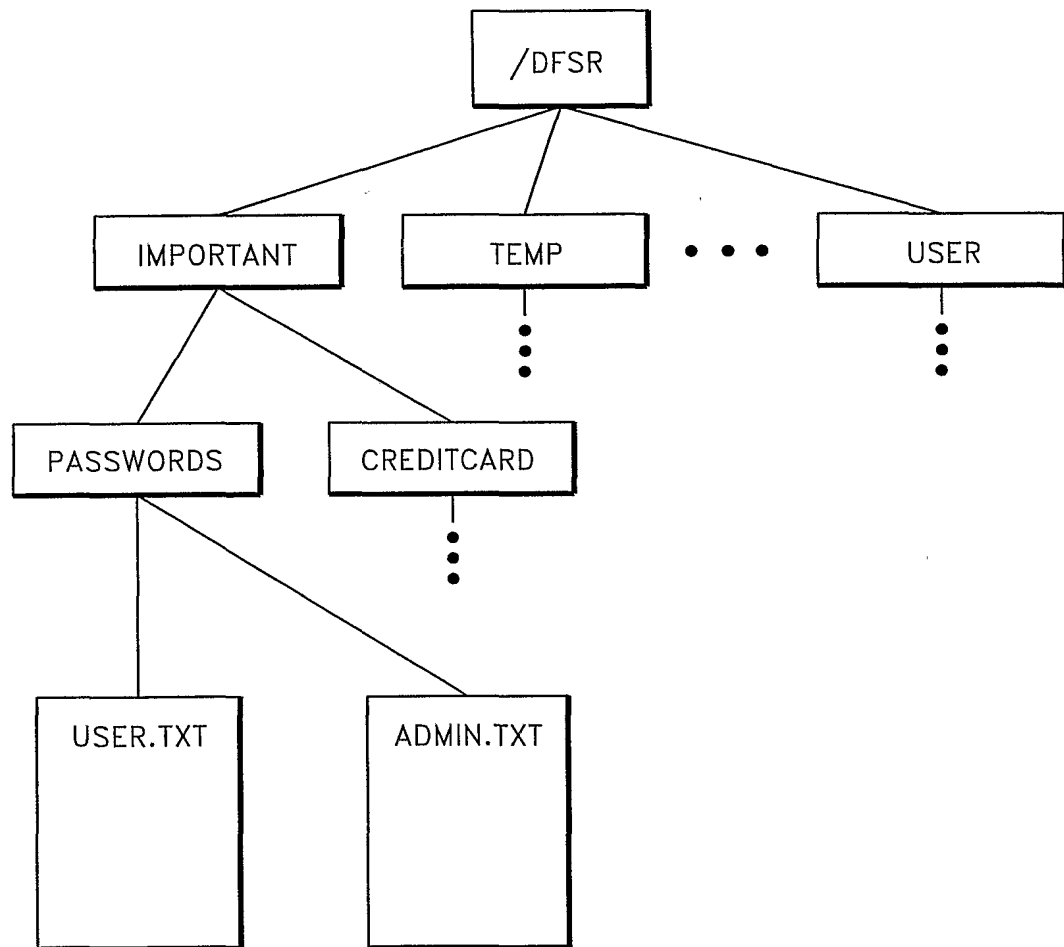 /DFSR
IMPORTANT
TEMP
USER
PASSWORDS
CREDITCARD
USER.TXT
ADMIN.TXT